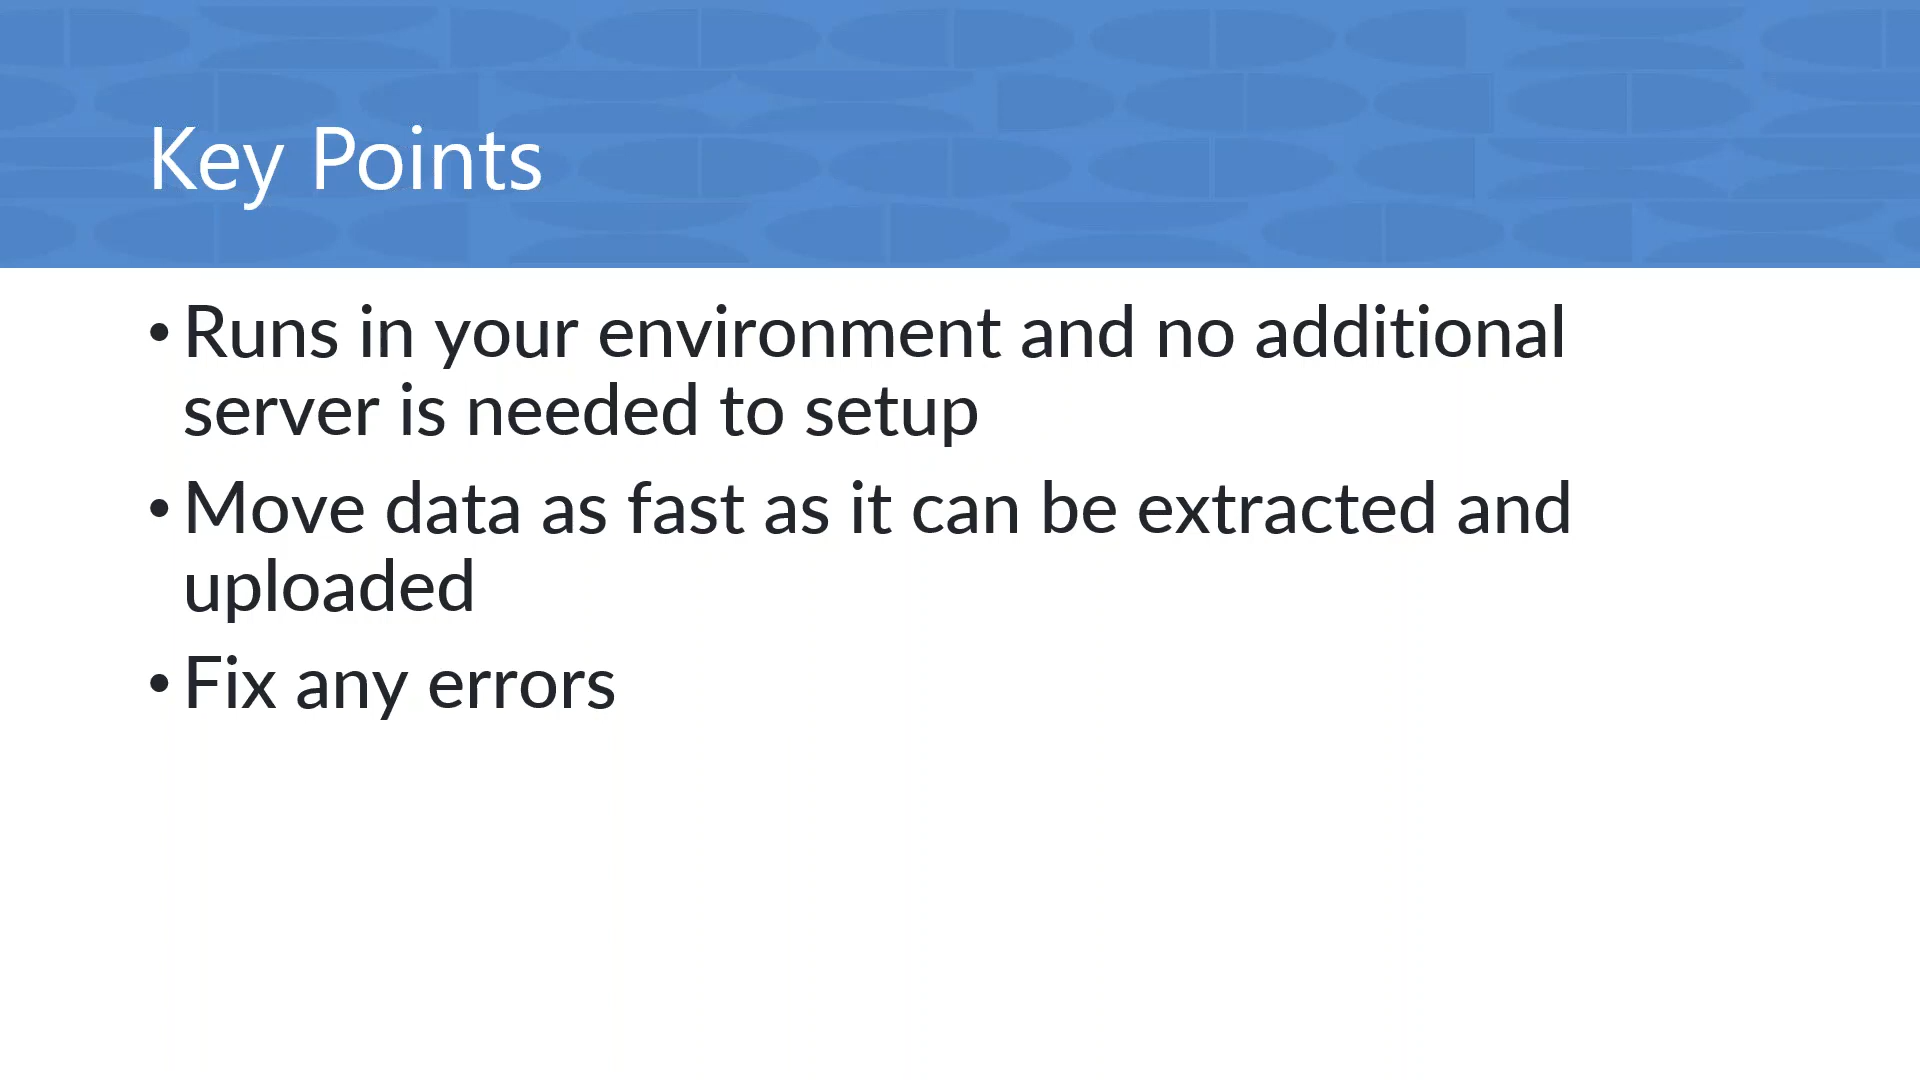 Key Points
• Runs in your environment and no additional
server is needed to setup
• Move data as fast as it can be extracted and
uploaded
• Fix any errors